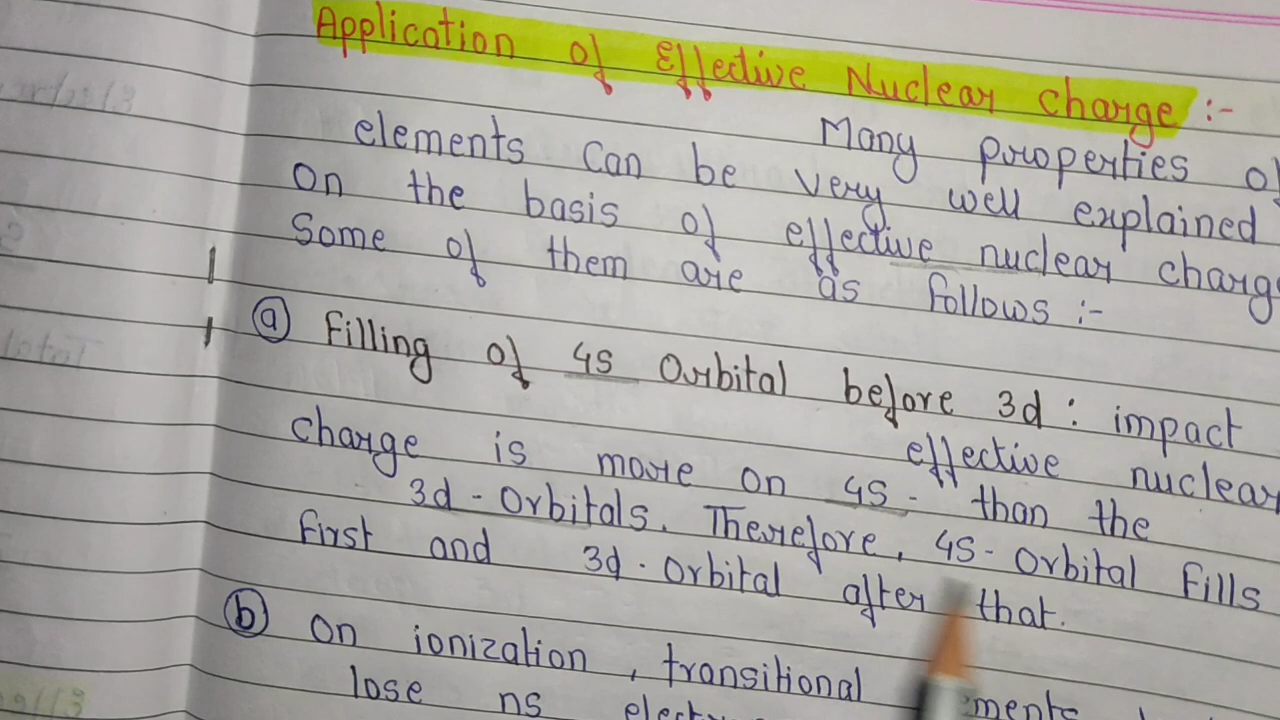 Application of Effective Nuclear charge :-
Many properties of
elements can be very well explained
on the basis of effective nuclear charg
Some of them are as follows :-
(a) Filling of 4s Orbital before 3d : impact
effective nuclear
charge is more on 4s - than the
3d - Orbitals. Therefore, 4s - Orbital fills
first and 3d - Orbital after that.
(b) On ionization, transitional ements
lose ns elect